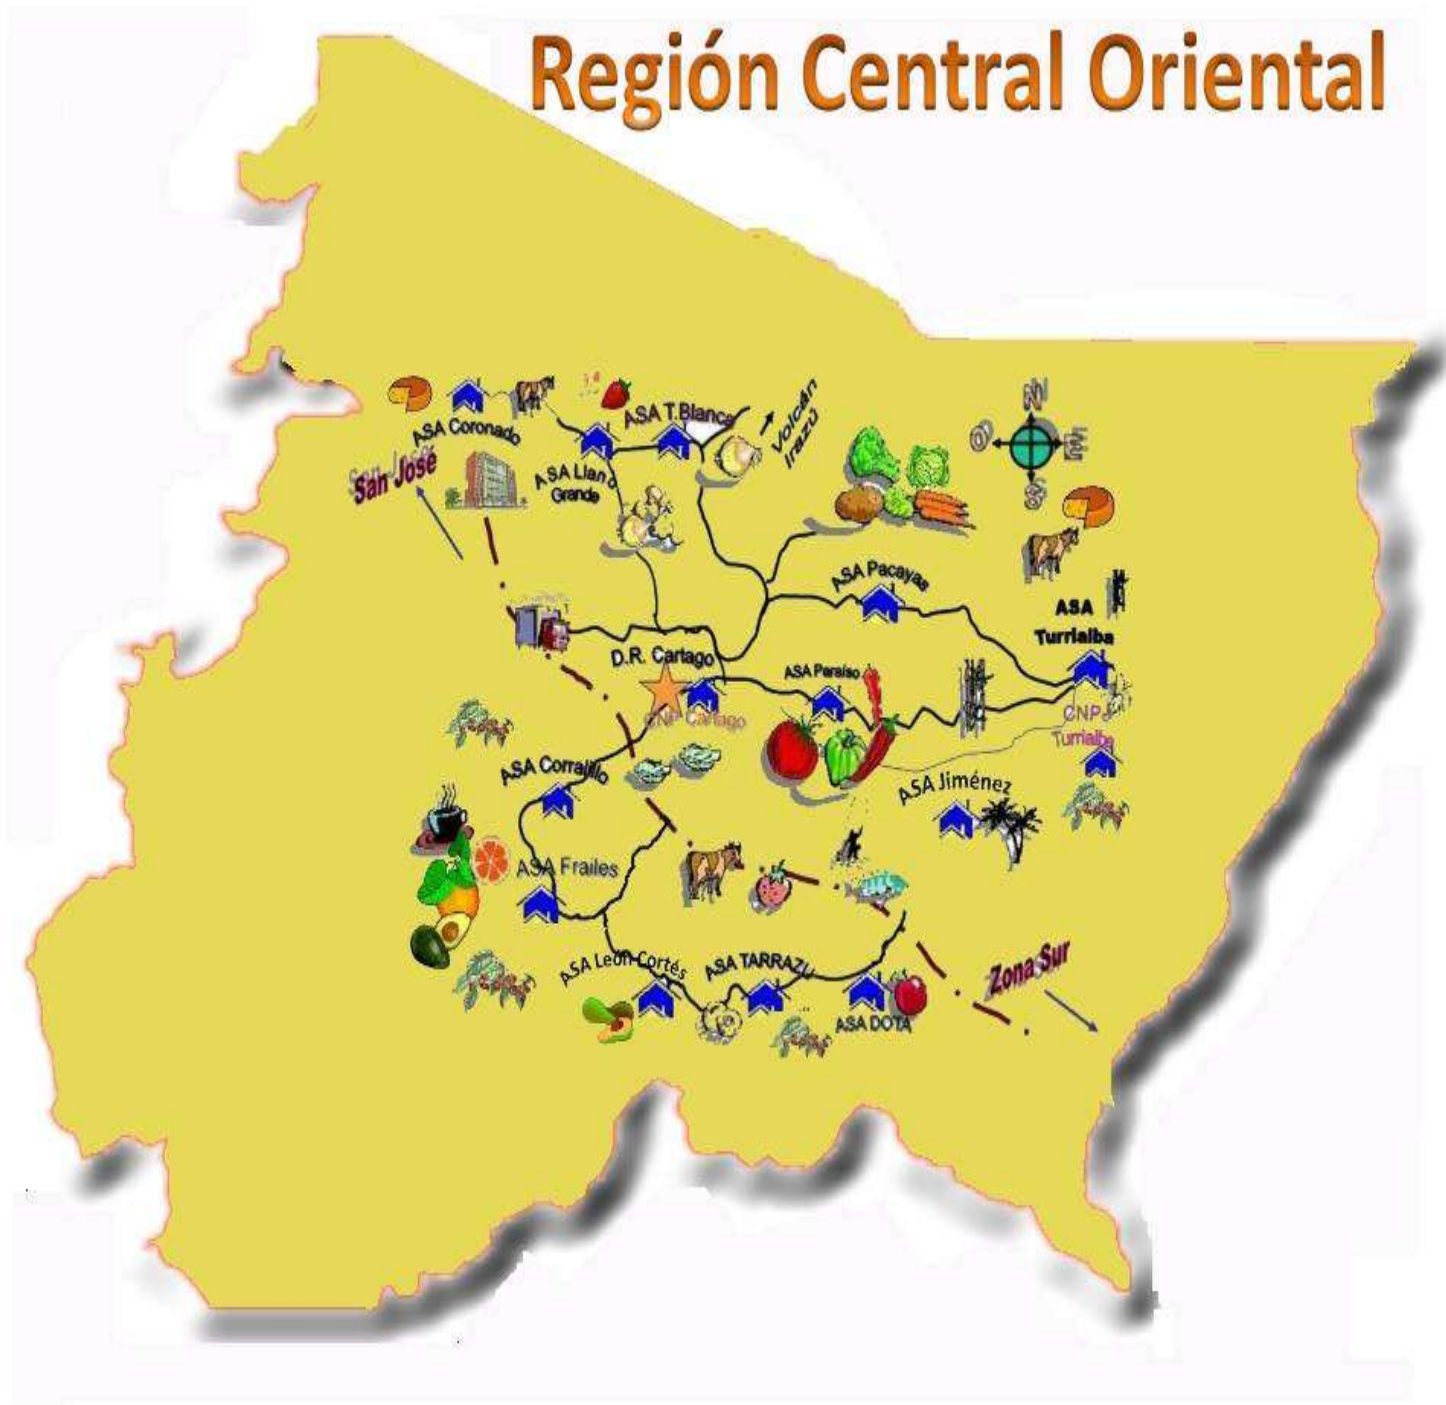 Región Central Oriental
ASA T.Blanca
Volcán
Irazú
ASA Coronado
San José
ASA Llano
Grande
N
O
E
S
ASA Pacayas
ASA
Turrialba
D.R. Cartago
ASA Paraíso
CNP Cartago
CNP
Turrialba
ASA Corralillo
ASA Jiménez
ASA Frailes
ASA León Cortés
ASA TARRAZU
Zona Sur
ASA DOTA